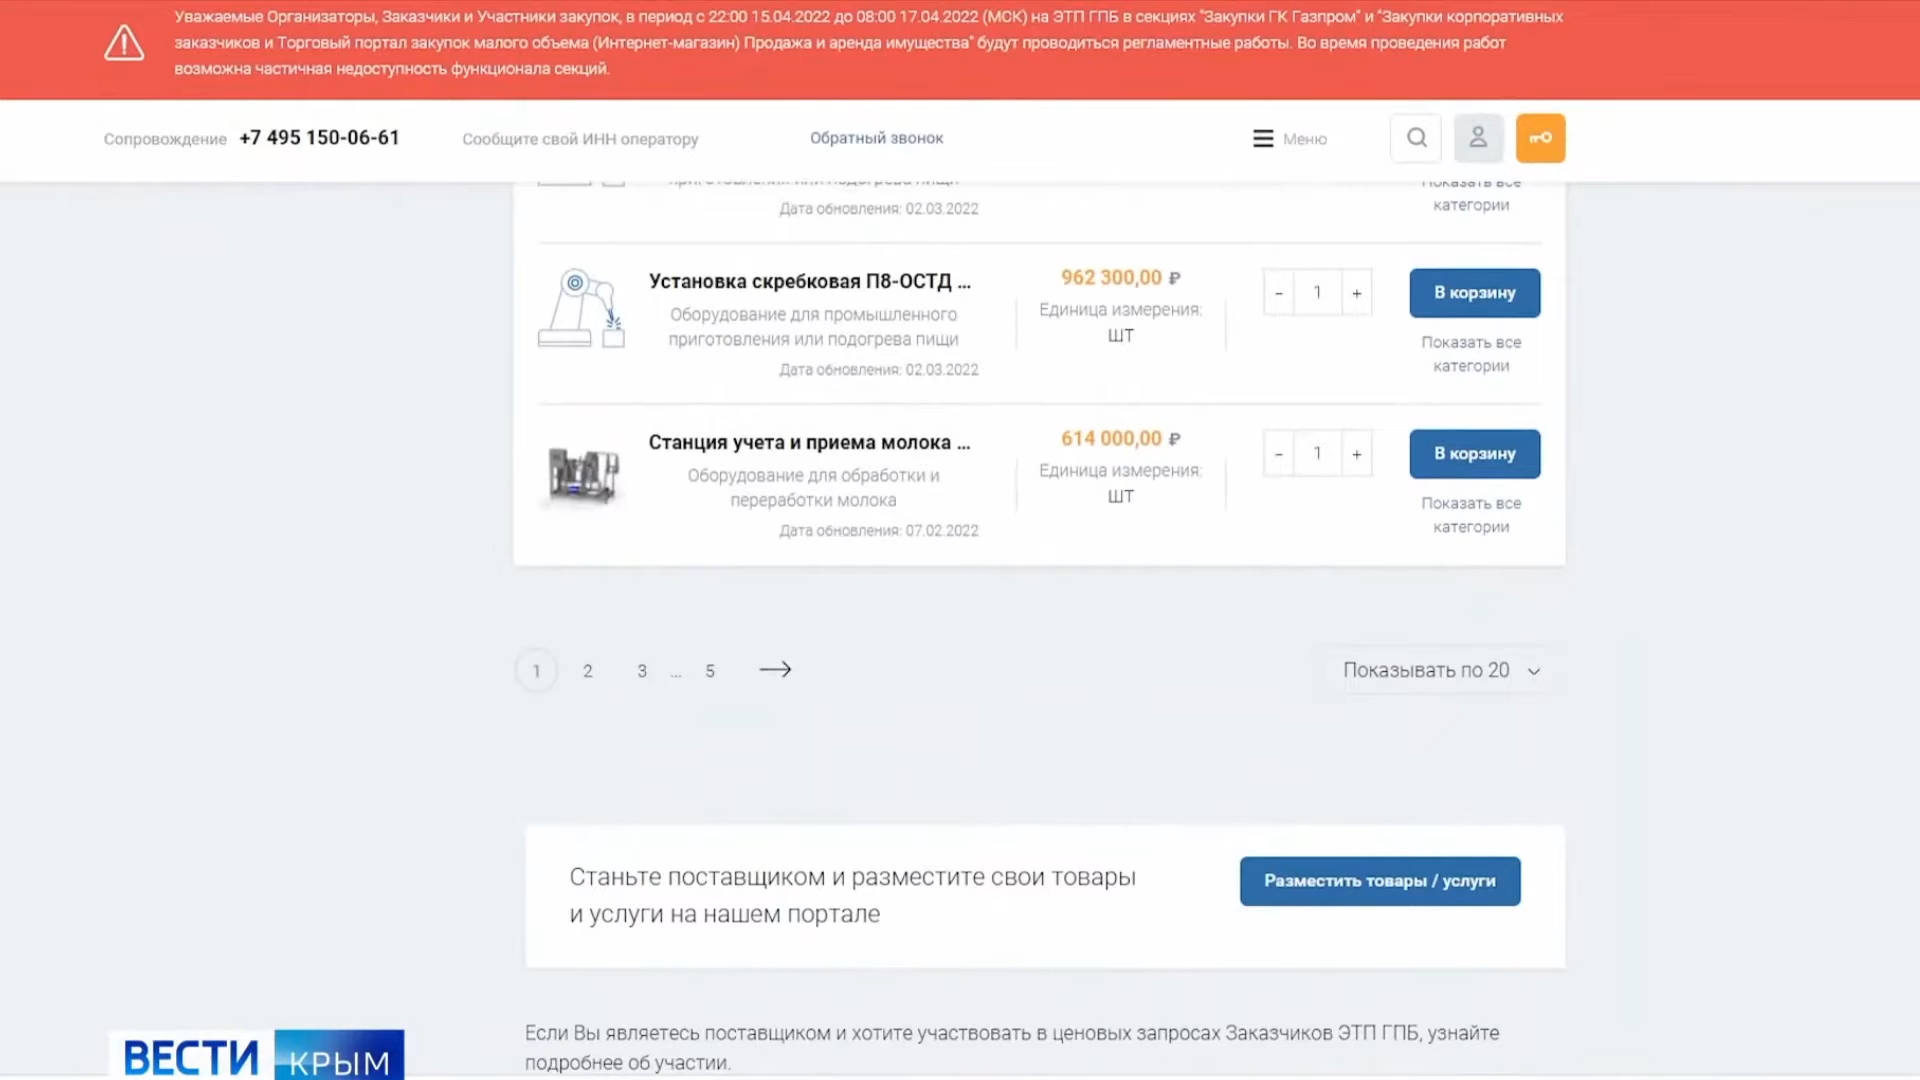 Уважаемые Организаторы, Заказчики и Участники закупок, в период с 22:00 15.04.2022 до 08:00 17.04.2022 (МСК) на ЭТП ГПБ в секциях "Закупки ГК Газпром" и "Закупки корпоративных
заказчиков и Торговый портал закупок малого объема (Интернет-магазин) Продажа и аренда имущества" будут проводиться регламентные работы. Во время проведения работ
возможна частичная недоступность функционала секций.
Сопровождение +7 495 150-06-61 Сообщите свой ИНН оператору Обратный звонок Меню
приготовления или подогрева пищи
Показать все
категории
Дата обновления: 02.03.2022
Установка скребковая П8-ОСТД ...
Оборудование для промышленного
приготовления или подогрева пищи
Дата обновления: 02.03.2022
962 300,00 ₽
Единица измерения:
ШТ
- 1 +
В корзину
Показать все
категории
Станция учета и приема молока ...
Оборудование для обработки и
переработки молока
Дата обновления: 07.02.2022
614 000,00 ₽
Единица измерения:
ШТ
- 1 +
В корзину
Показать все
категории
1 2 3 ... 5
Показывать по 20
Станьте поставщиком и разместите свои товары
и услуги на нашем портале
Разместить товары / услуги
Если Вы являетесь поставщиком и хотите участвовать в ценовых запросах Заказчиков ЭТП ГПБ, узнайте
подробнее об участии.
ВЕСТИ КРЫМ